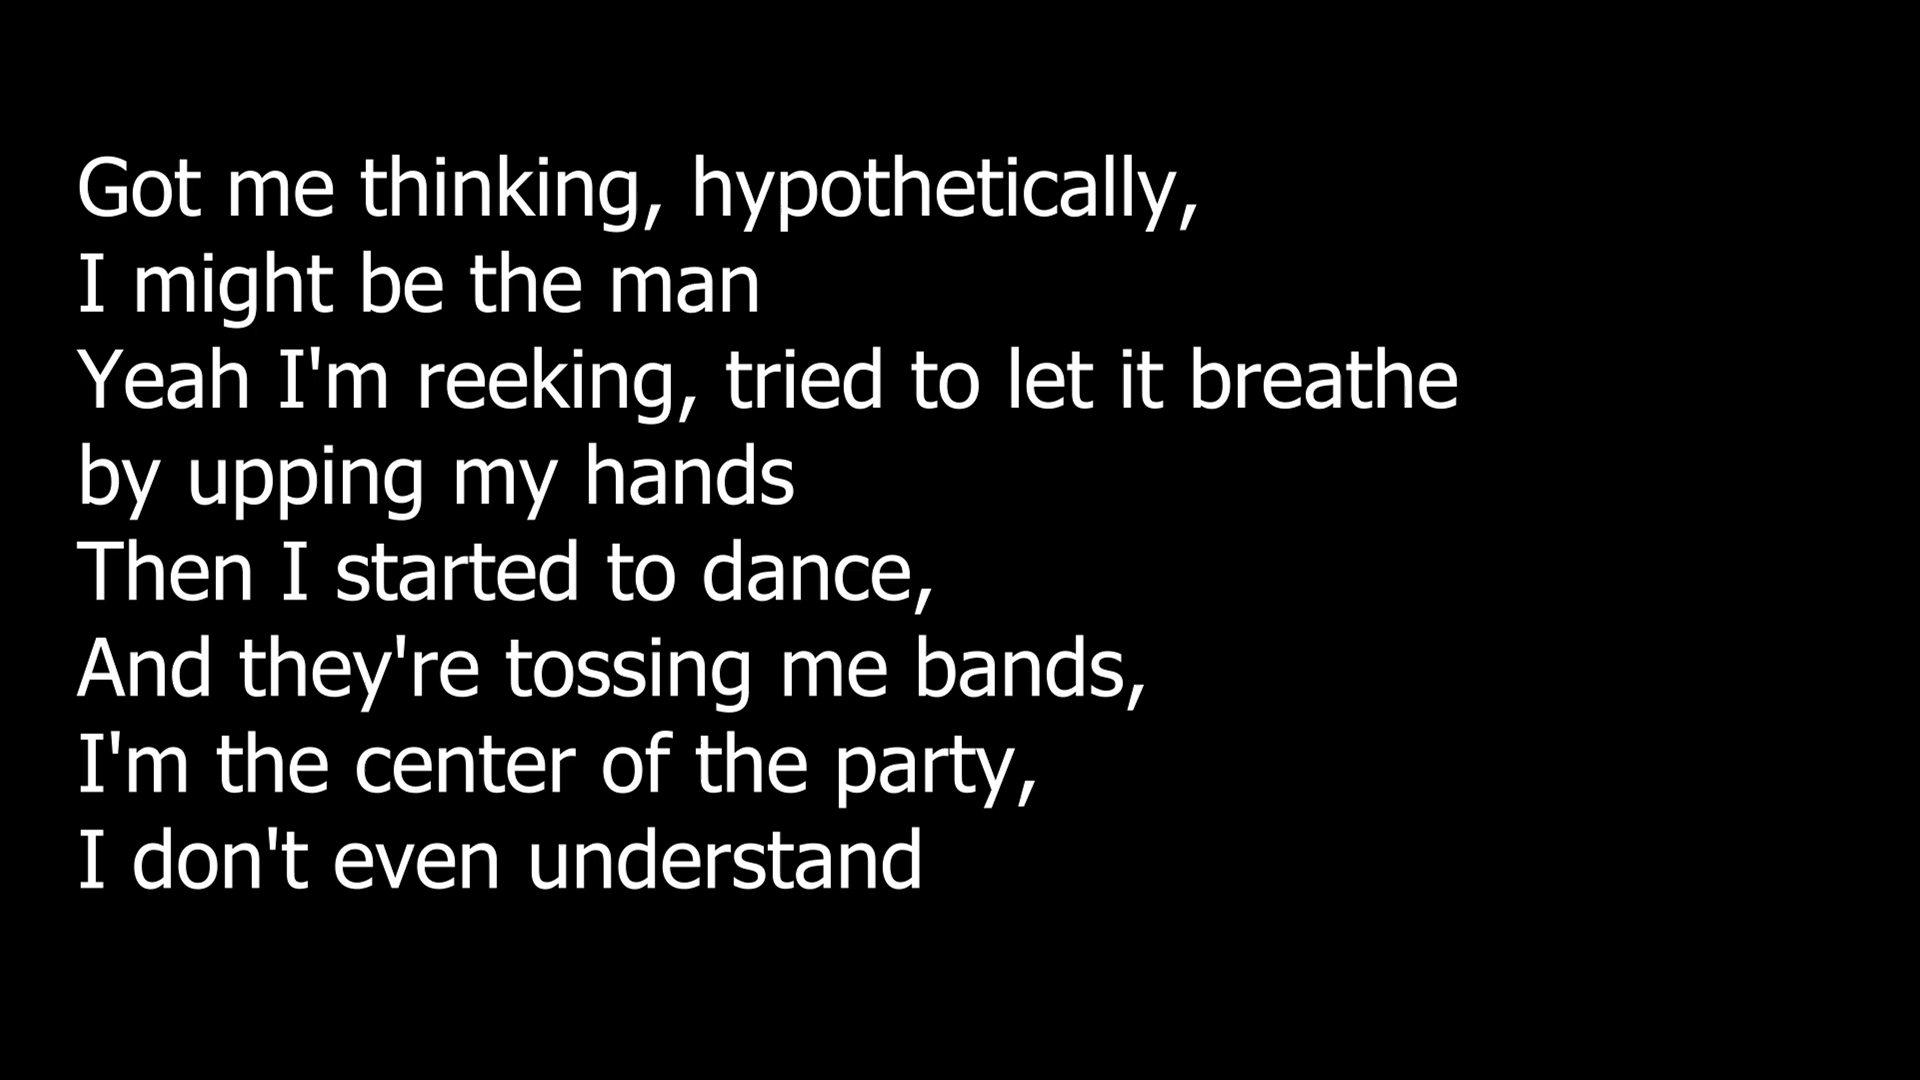 Got me thinking, hypothetically,
I might be the man
Yeah I'm reeking, tried to let it breathe
by upping my hands
Then I started to dance,
And they're tossing me bands,
I'm the center of the party,
I don't even understand